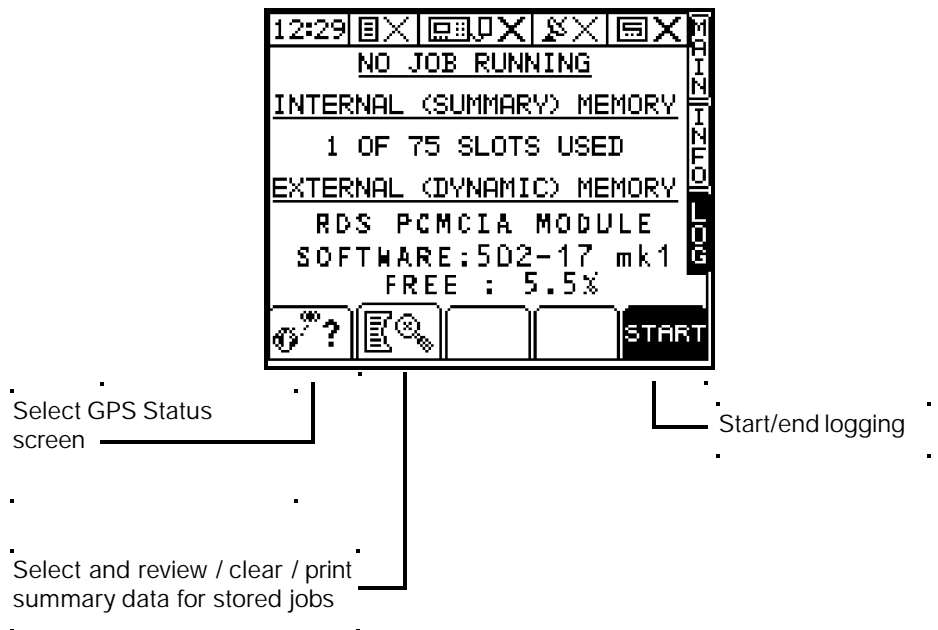 12:29
NO JOB RUNNING
INTERNAL (SUMMARY) MEMORY
1 OF 75 SLOTS USED
EXTERNAL (DYNAMIC) MEMORY
RDS PCMCIA MODULE
SOFTWARE:5D2-17 mk1
FREE : 5.5%
MAIN
INFO
LOG
?
START
Select GPS Status
screen
Start/end logging
Select and review / clear / print
summary data for stored jobs